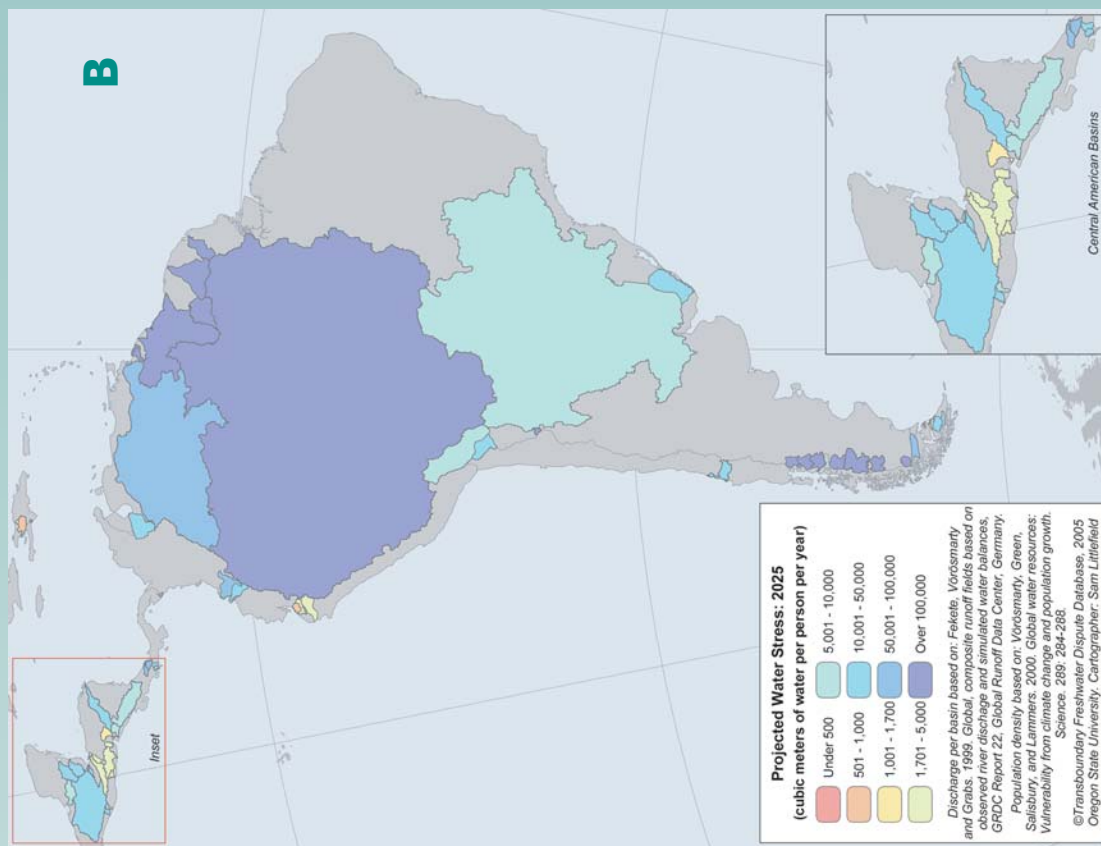 B
Inset
Central American Basins
Projected Water Stress: 2025
(cubic meters of water per person per year)
Under 500
501 - 1,000
1,001 - 1,700
1,701 - 5,000
5,001 - 10,000
10,001 - 50,000
50,001 - 100,000
Over 100,000
Discharge per basin based on: Fekete, Vörösmarty
and Grabs. 1999. Global, composite runoff fields based on
observed river discharge and simulated water balances,
GRDC Report 22, Global Runoff Data Center, Germany.
Population density based on: Vörösmarty, Green,
Salisbury, and Lammers. 2000. Global water resources:
Vulnerability from climate change and population growth.
Science. 289: 284-288.
©Transboundary Freshwater Dispute Database, 2005
Oregon State University. Cartographer: Sam Littlefield